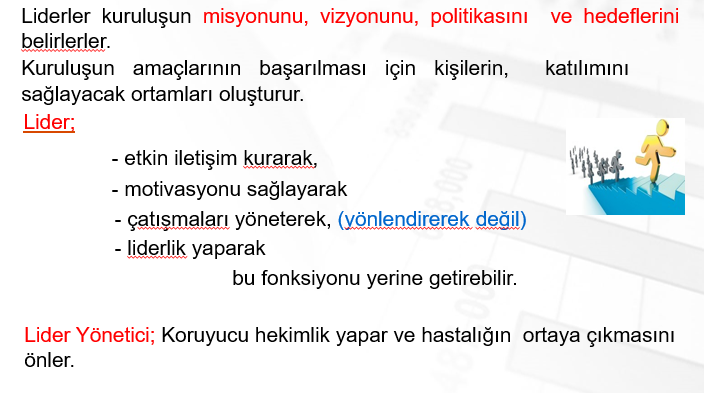 Liderler kuruluşun misyonunu, vizyonunu, politikasını ve hedeflerini
belirlerler.
Kuruluşun amaçlarının başarılması için kişilerin, katılımını
sağlayacak ortamları oluşturur.
Lider;
- etkin iletişim kurarak,
- motivasyonu sağlayarak
- çatışmaları yöneterek, (yönlendirerek değil)
- liderlik yaparak
bu fonksiyonu yerine getirebilir.
Lider Yönetici; Koruyucu hekimlik yapar ve hastalığın ortaya çıkmasını
önler.